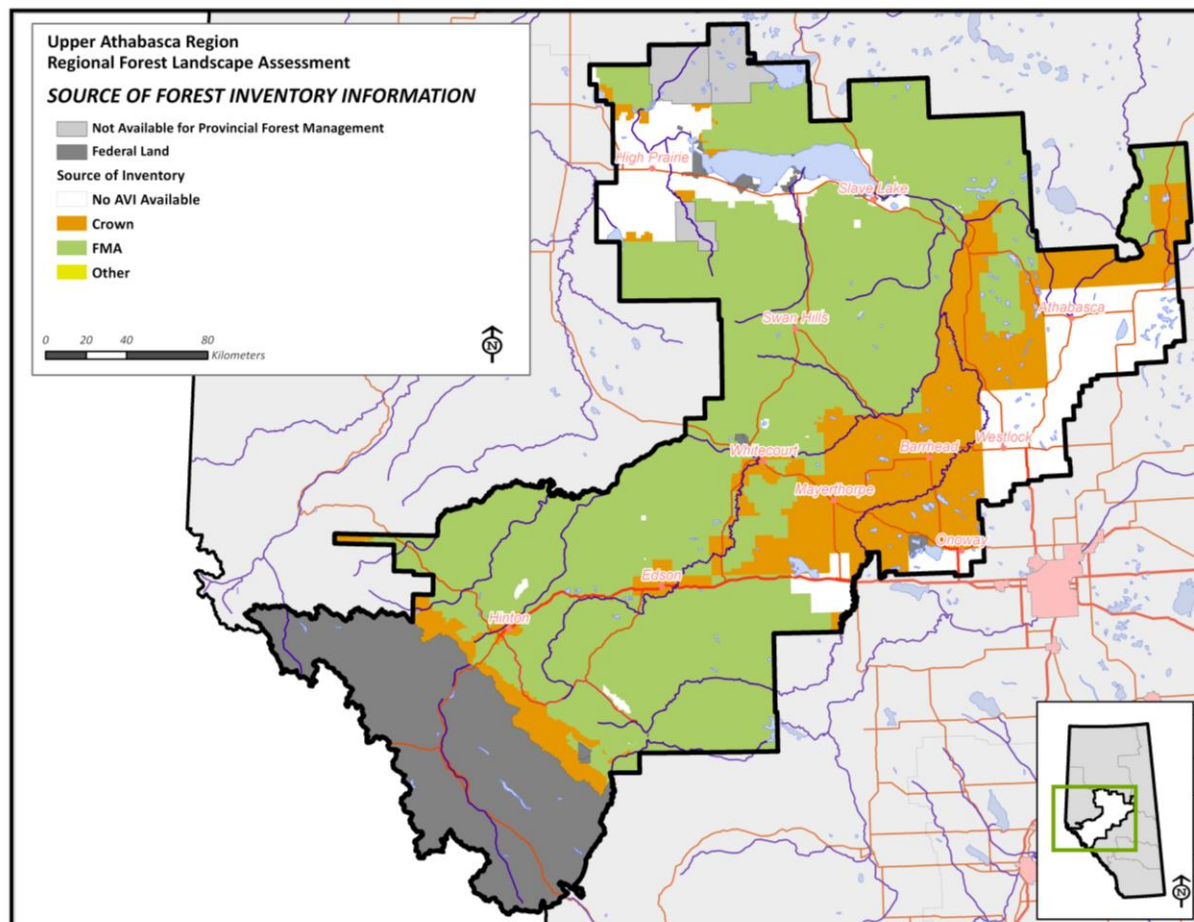 Upper Athabasca Region
Regional Forest Landscape Assessment
SOURCE OF FOREST INVENTORY INFORMATION
Not Available for Provincial Forest Management
Federal Land
Source of Inventory
No AVI Available
Crown
FMA
Other
0 20 40 80
Kilometers
N
High Prairie
Slave Lake
Athabasca
Swan Hills
Westlock
Barrhead
Whitecourt
Mayerthorpe
Onoway
Edson
Hinton
N